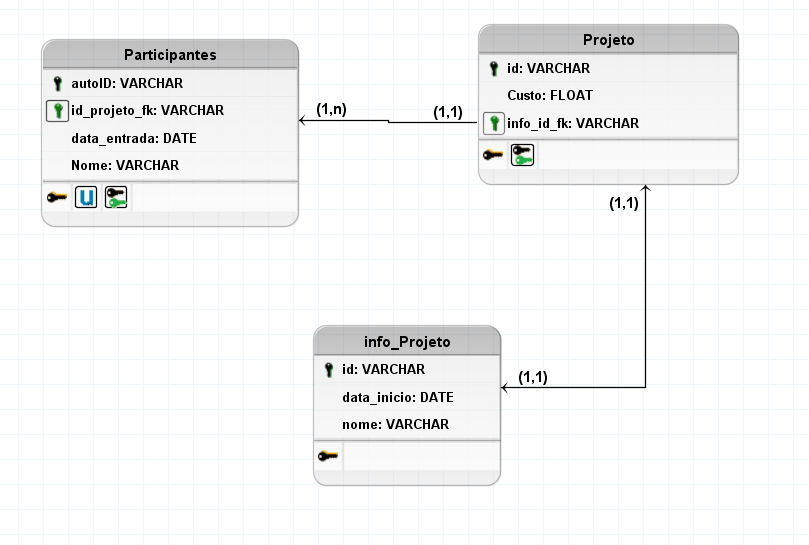 Participantes
autoID: VARCHAR
id_projeto_fk: VARCHAR
data_entrada: DATE
Nome: VARCHAR
U
(1,n)
(1,1)
Projeto
id: VARCHAR
Custo: FLOAT
info_id_fk: VARCHAR
(1,1)
(1,1)
info_Projeto
id: VARCHAR
data_inicio: DATE
nome: VARCHAR